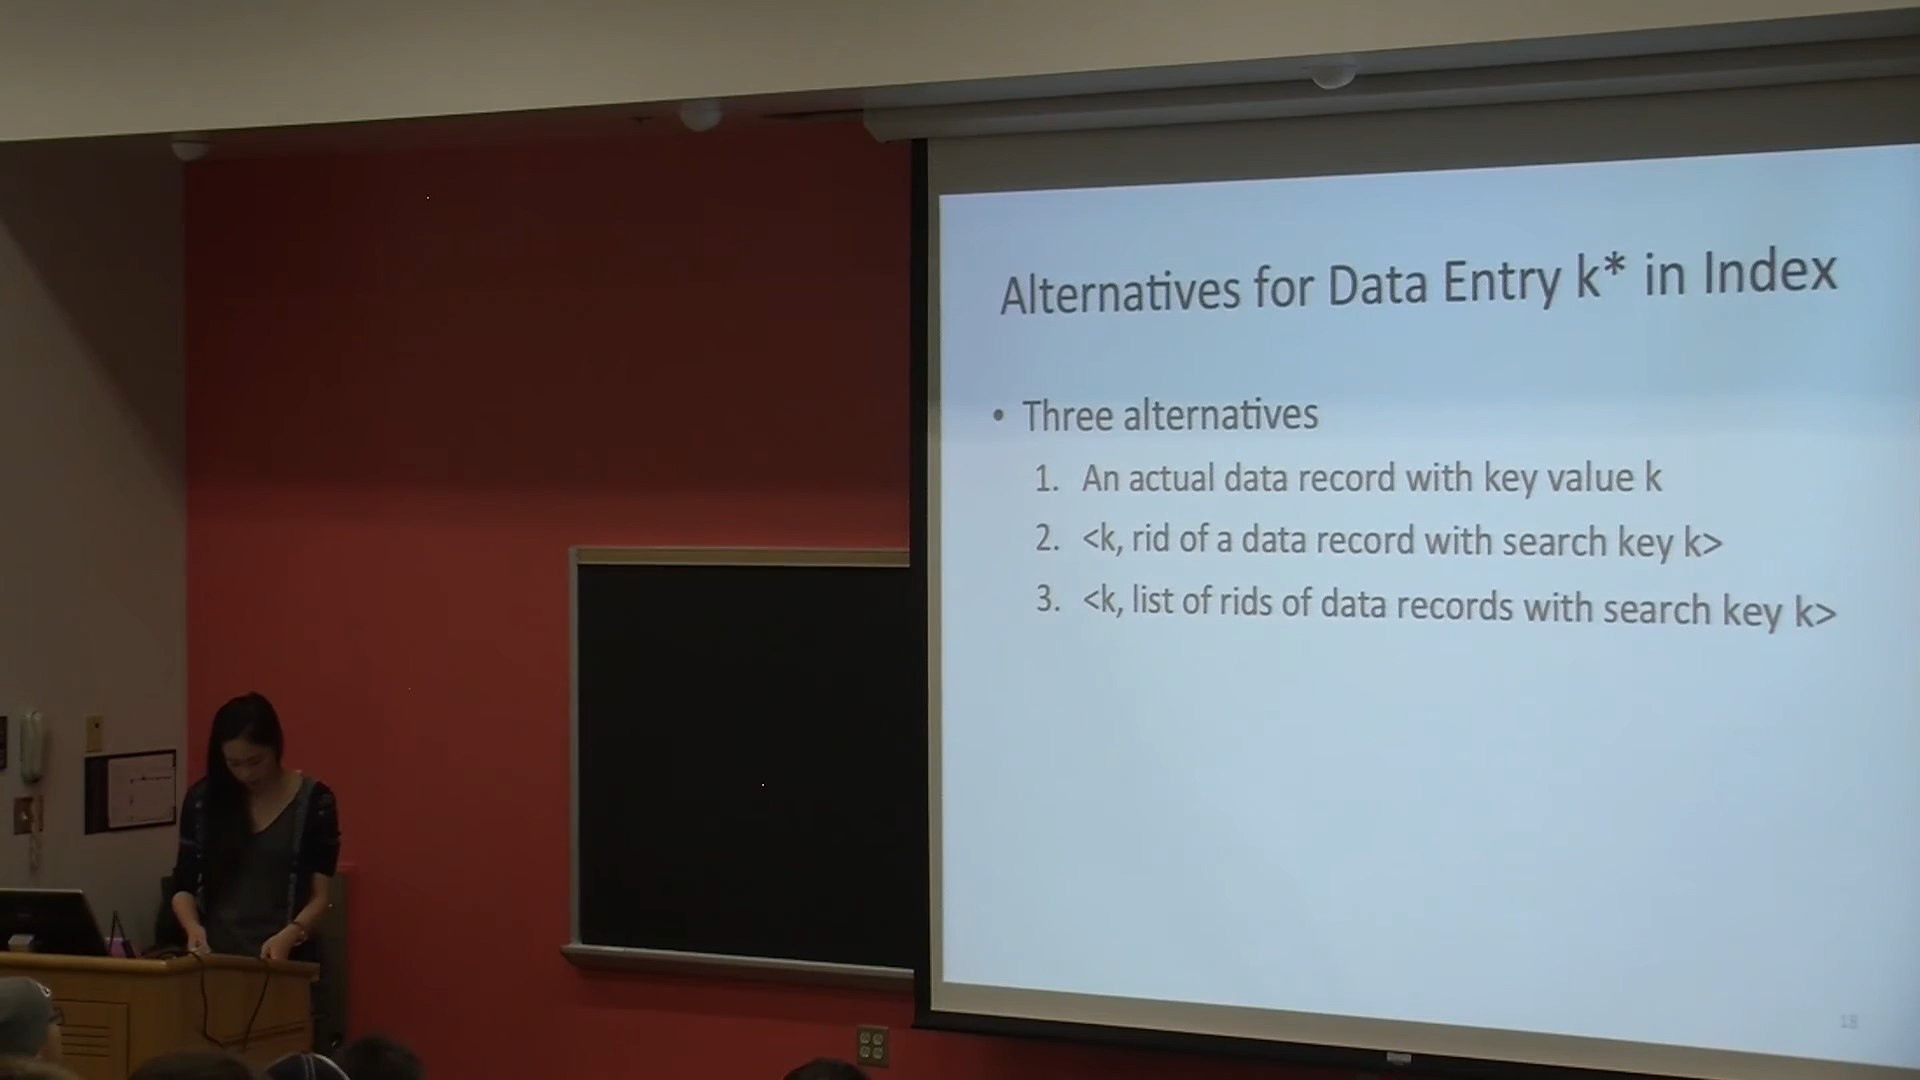 Alternatives for Data Entry k* in Index
• Three alternatives
1. An actual data record with key value k
2. <k, rid of a data record with search key k>
3. <k, list of rids of data records with search key k>
18